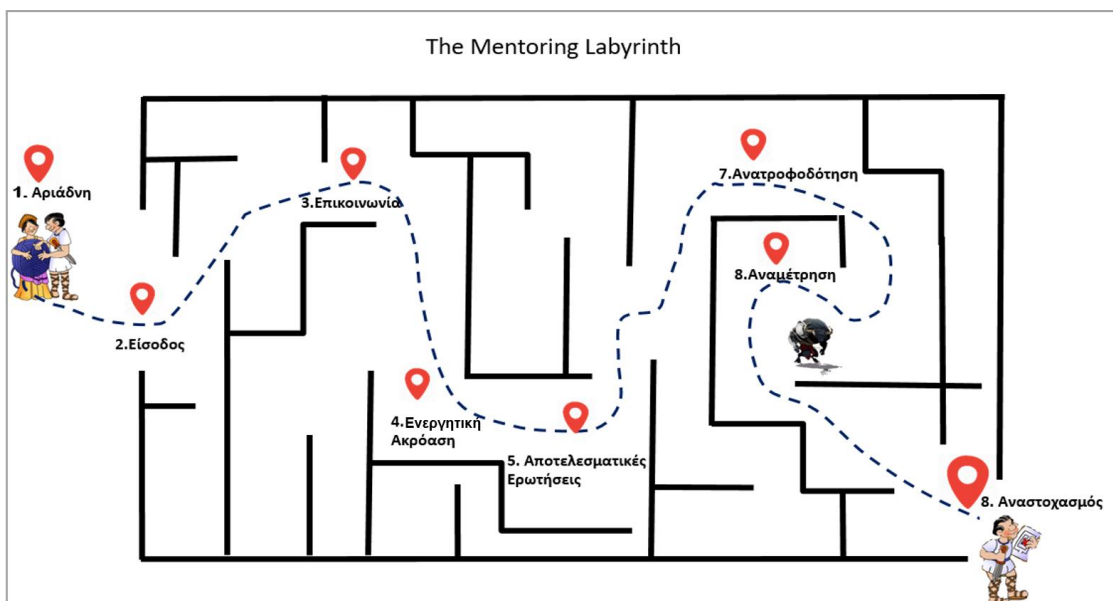 The Mentoring Labyrinth
1. Αριάδνη
2.Είσοδος
3.Επικοινωνία
4.Ενεργητική
Ακρόαση
5. Αποτελεσματικές
Ερωτήσεις
7.Ανατροφοδότηση
8.Αναμέτρηση
8. Αναστοχασμός